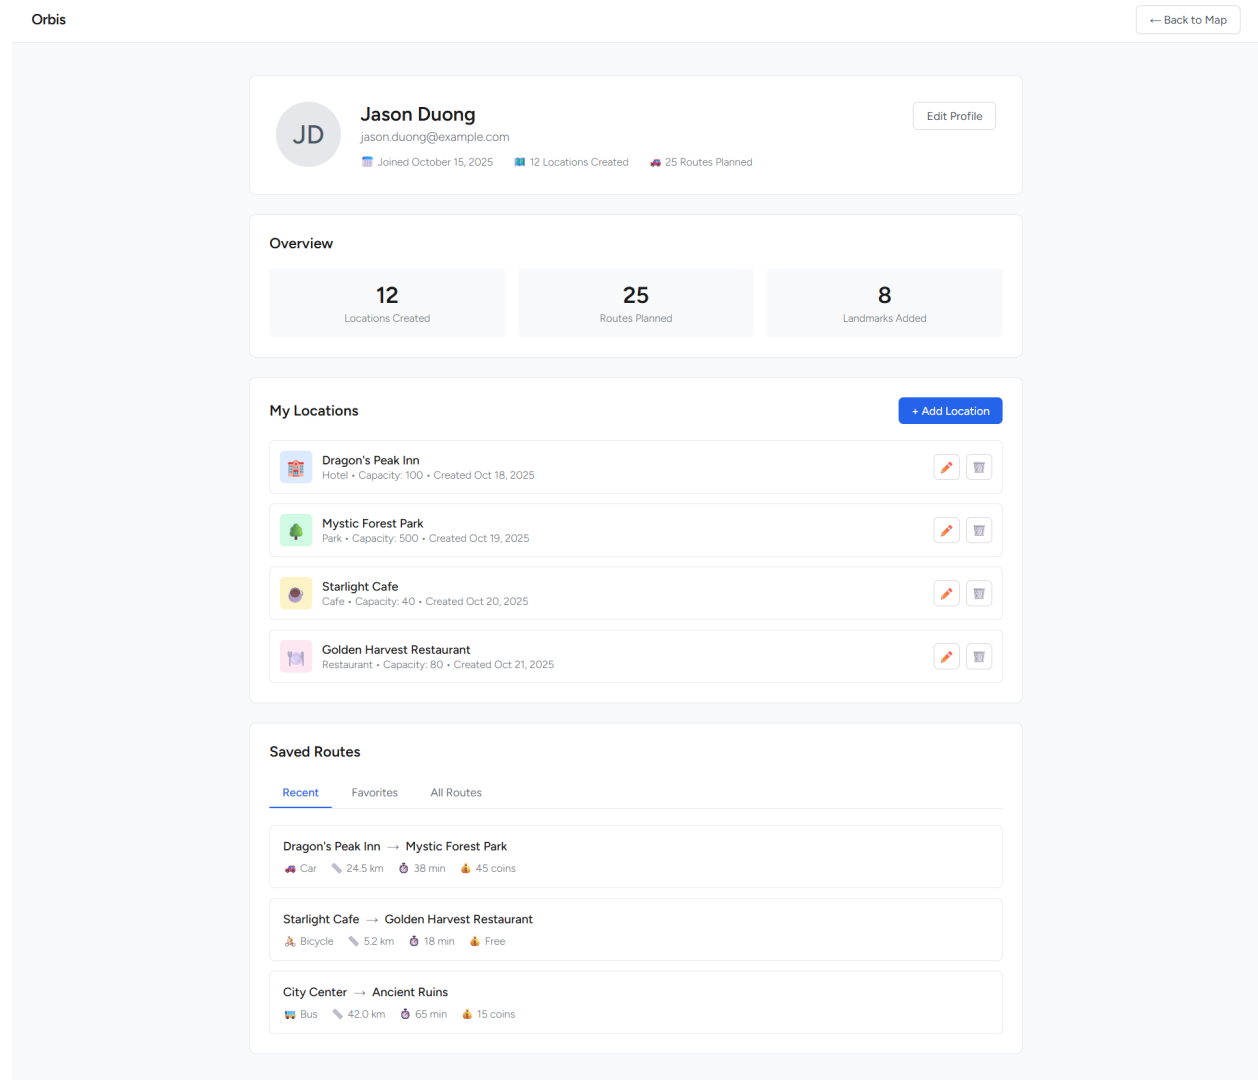 Orbis
← Back to Map
JD
Jason Duong
Edit Profile
jason.duong@example.com
Joined October 15, 2025
12 Locations Created
25 Routes Planned
Overview
12
Locations Created
25
Routes Planned
8
Landmarks Added
My Locations
+ Add Location
Dragon's Peak Inn
Hotel • Capacity: 100 • Created Oct 18, 2025
Mystic Forest Park
Park • Capacity: 500 • Created Oct 19, 2025
Starlight Cafe
Cafe • Capacity: 40 • Created Oct 20, 2025
Golden Harvest Restaurant
Restaurant • Capacity: 80 • Created Oct 21, 2025
Saved Routes
Recent
Favorites
All Routes
Dragon's Peak Inn → Mystic Forest Park
Car 24.5 km 38 min 45 coins
Starlight Cafe → Golden Harvest Restaurant
Bicycle 5.2 km 18 min Free
City Center → Ancient Ruins
Bus 42.0 km 65 min 15 coins